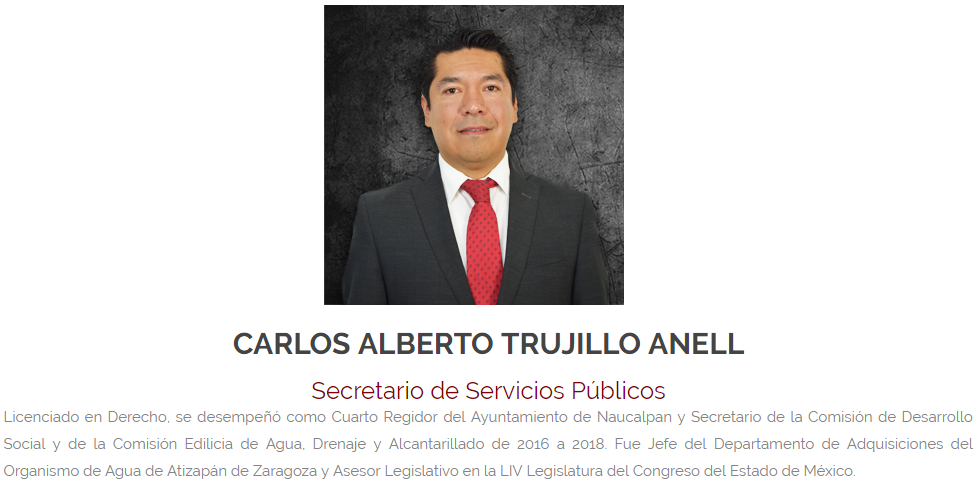 CARLOS ALBERTO TRUJILLO ANELL
Secretario de Servicios Públicos
Licenciado en Derecho, se desempeñó como Cuarto Regidor del Ayuntamiento de Naucalpan y Secretario de la Comisión de Desarrollo
Social y de la Comisión Edilicia de Agua, Drenaje y Alcantarillado de 2016 a 2018. Fue Jefe del Departamento de Adquisiciones del
Organismo de Agua de Atizapán de Zaragoza y Asesor Legislativo en la LIV Legislatura del Congreso del Estado de México.